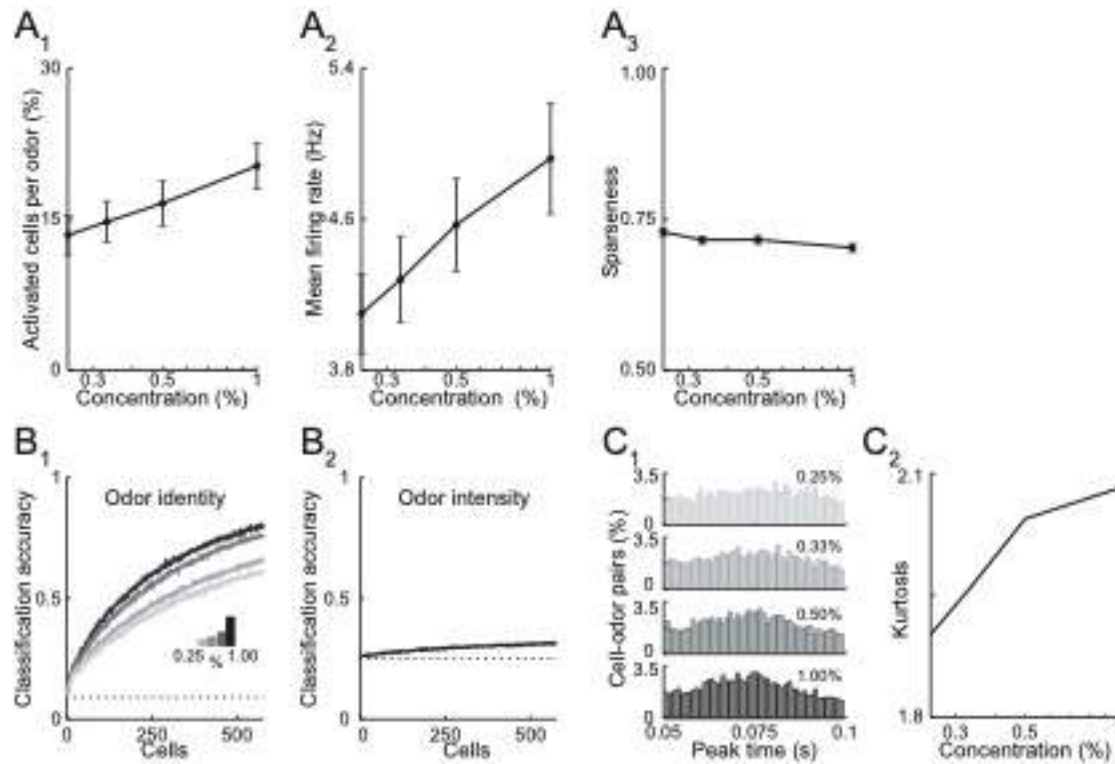 A1
Activated cells per odor (%)
30
15
0
0.3 0.5 1
Concentration (%)
A2
Mean firing rate (Hz)
5.4
4.6
3.8
0.3 0.5 1
Concentration (%)
A3
Sparseness
1.00
0.75
0.50
0.3 0.5 1
Concentration (%)
B1
Classification accuracy
1
0.5
0
Odor identity
0.25 % 1.00
0 250 500
Cells
B2
Classification accuracy
1
0.5
0
Odor intensity
0 250 500
Cells
C1
Cell-odor pairs (%)
3.5
0
0.25%
3.5
0
0.33%
3.5
0
0.50%
3.5
0
1.00%
0.05 0.075 0.1
Peak time (s)
C2
Kurtosis
2.1
1.8
0.3 0.5
Concentration (%)